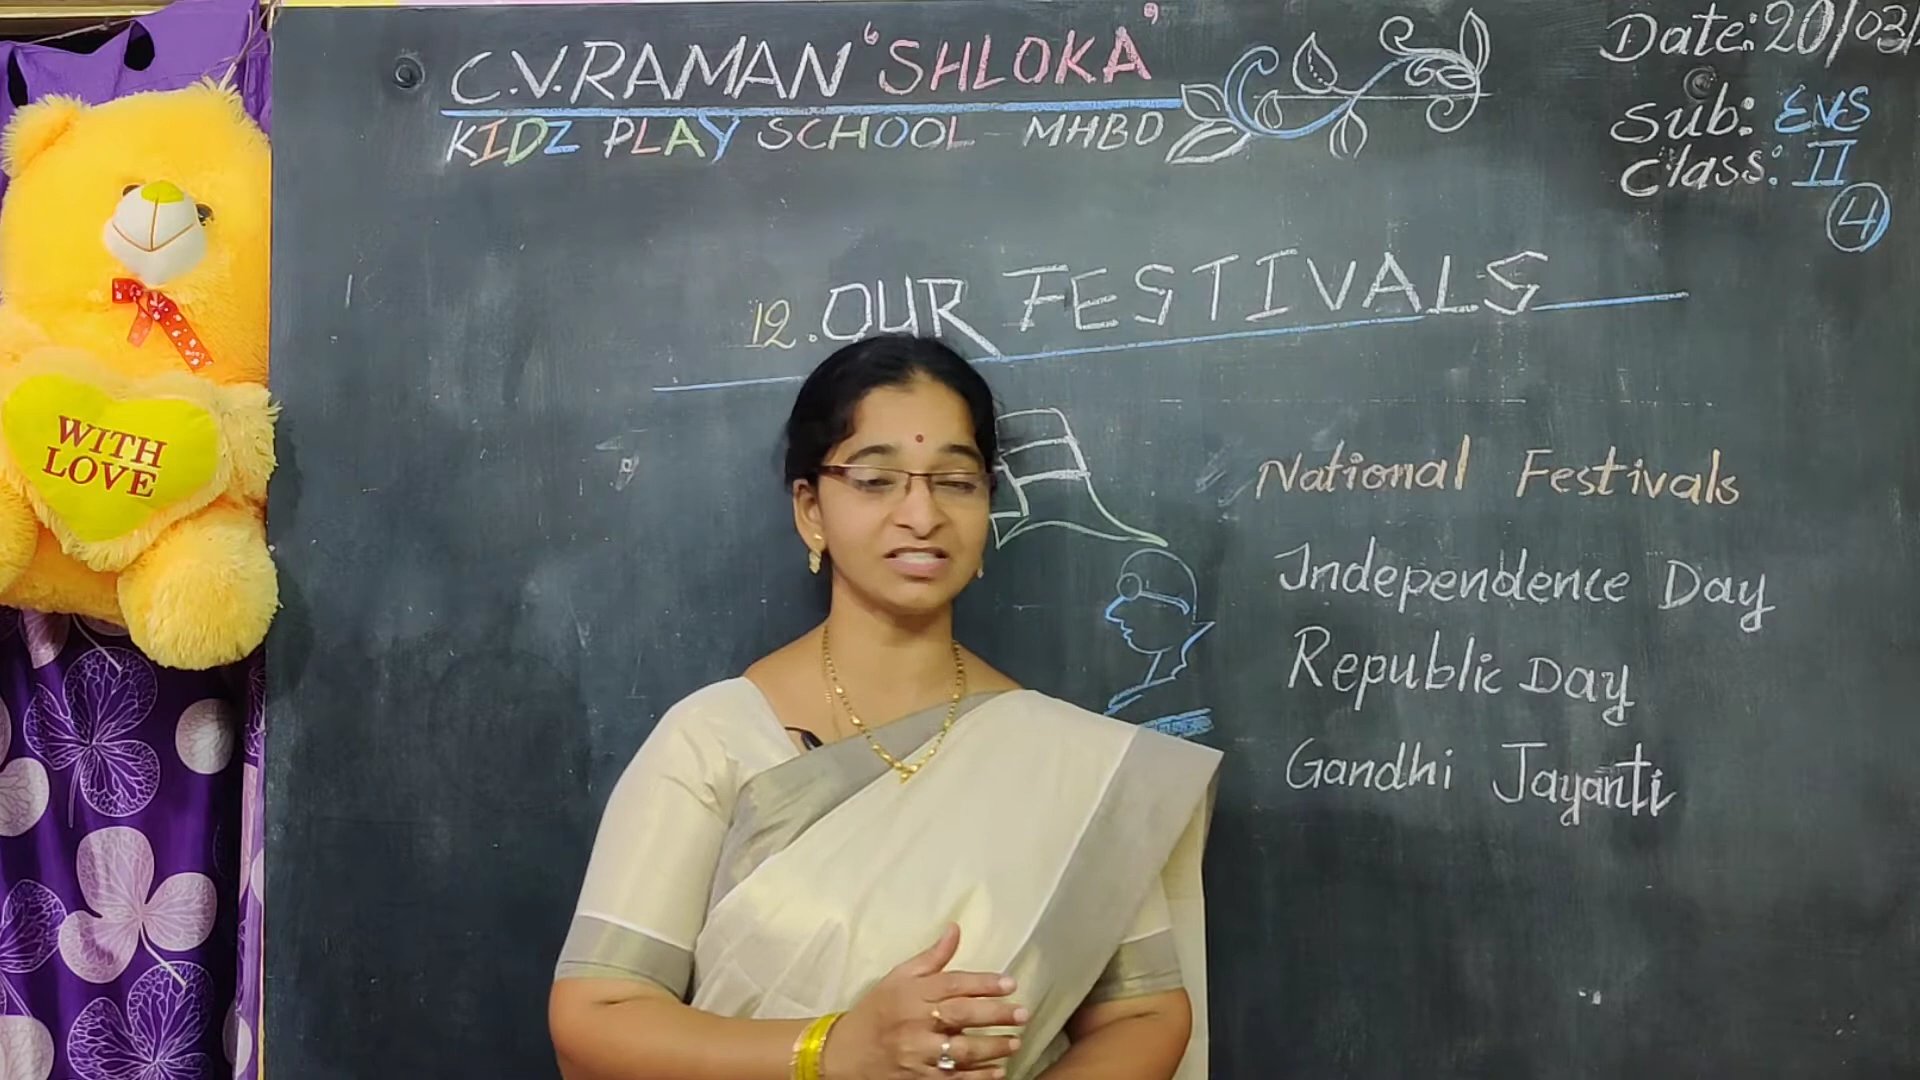 C.V.RAMAN "SHLOKA"
KIDZ PLAY SCHOOL - MHBD
Date: 20/03/
Sub: EVS
Class: II
4
12. OUR FESTIVALS
National Festivals
Independence Day
Republic Day
Gandhi Jayanti
WITH
LOVE